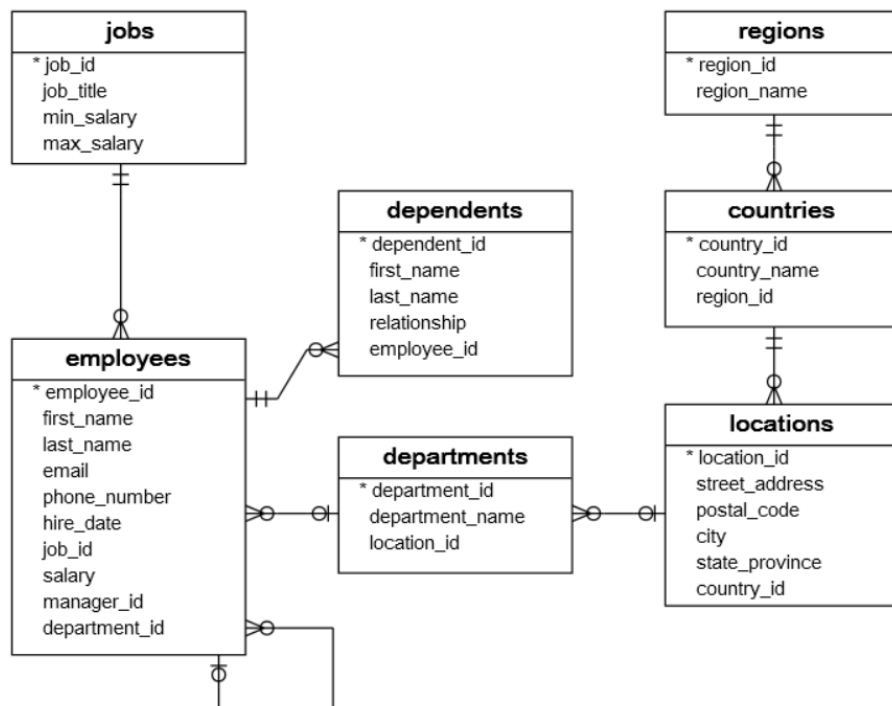 jobs
* job_id
job_title
min_salary
max_salary
regions
* region_id
region_name
dependents
* dependent_id
first_name
last_name
relationship
employee_id
countries
* country_id
country_name
region_id
employees
* employee_id
first_name
last_name
email
phone_number
hire_date
job_id
salary
manager_id
department_id
departments
* department_id
department_name
location_id
locations
* location_id
street_address
postal_code
city
state_province
country_id